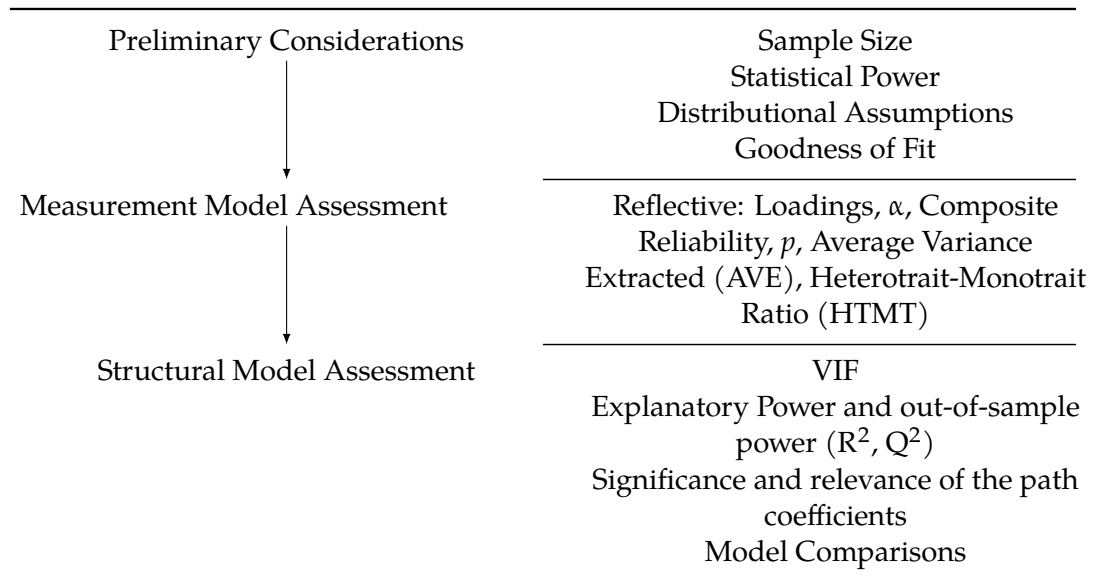 Preliminary Considerations
Sample Size
Statistical Power
Distributional Assumptions
Goodness of Fit
Measurement Model Assessment
Reflective: Loadings, α, Composite
Reliability, p, Average Variance
Extracted (AVE), Heterotrait-Monotrait
Ratio (HTMT)
Structural Model Assessment
VIF
Explanatory Power and out-of-sample
power (R², Q²)
Significance and relevance of the path
coefficients
Model Comparisons